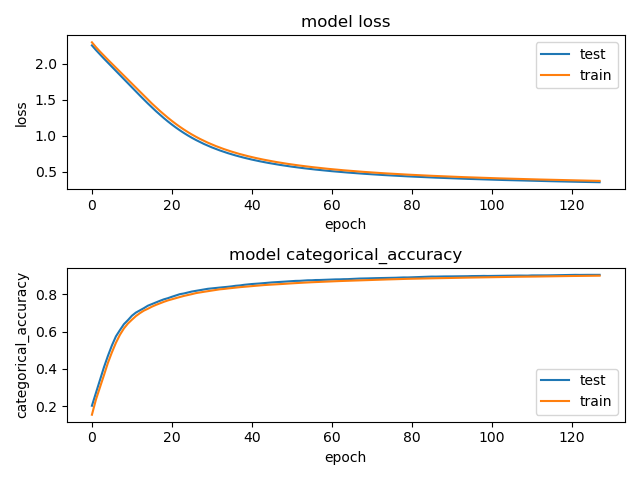 model loss
loss
2.0
1.5
1.0
0.5
test
train
0 20 40 60 80 100 120
epoch
model categorical_accuracy
categorical_accuracy
0.8
0.6
0.4
0.2
test
train
0 20 40 60 80 100 120
epoch